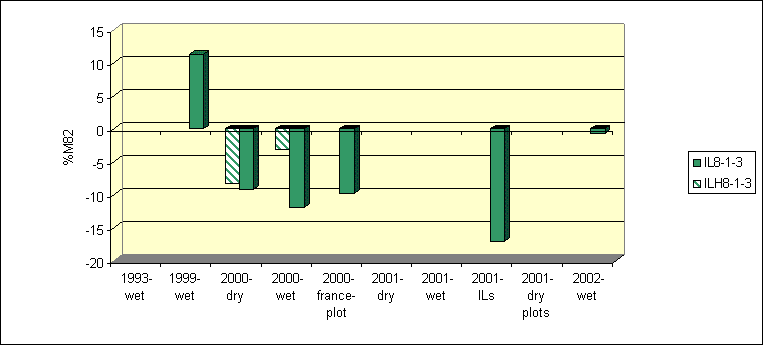 15
10
5
0
-5
-10
-15
-20
%M82
1993-
wet
1999-
wet
2000-
dry
2000-
wet
2000-
france-
plot
2001-
dry
2001-
wet
2001-
ILs
2001-
dry
plots
2002-
wet
IL8-1-3
ILH8-1-3